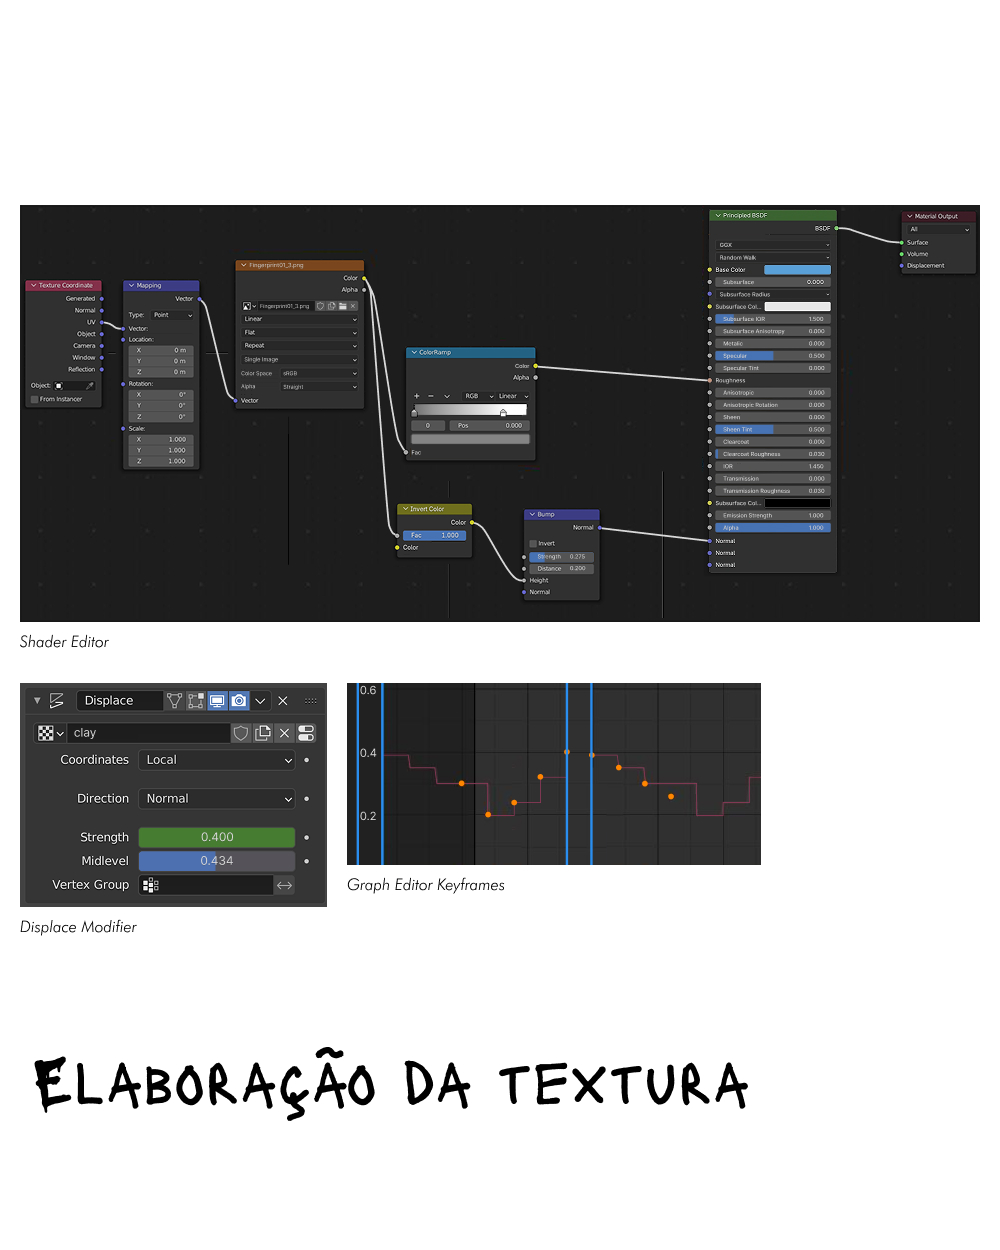 Texture Coordinate
Generated
Normal
UV
Object
Camera
Window
Reflection
Object:
From Instancer
Mapping
Vector
Type: Point
Vector:
Location:
X 0 m
Y 0 m
Z 0 m
Rotation:
X 0°
Y 0°
Z 0°
Scale:
X 1.000
Y 1.000
Z 1.000
Fingerprint01_3.png
Color
Alpha
Fingerprint01_3.png
Linear
Flat
Repeat
Single Image
Color Space sRGB
Alpha Straight
Vector
ColorRamp
Color
Alpha
RGB Linear
0 Pos 0.000
Fac
Invert Color
Color
Fac 1.000
Color
Bump
Normal
Invert
Strength 0.275
Distance 0.200
Height
Normal
Principled BSDF
BSDF
GGX
Random Walk
Base Color
Subsurface 0.000
Subsurface Radius
Subsurface Col...
Subsurface IOR 1.500
Subsurface Anisotropy 0.000
Metallic 0.000
Specular 0.500
Specular Tint 0.000
Roughness
Anisotropic 0.000
Anisotropic Rotation 0.000
Sheen 0.000
Sheen Tint 0.500
Clearcoat 0.000
Clearcoat Roughness 0.030
IOR 1.450
Transmission 0.000
Transmission Roughness 0.030
Subsurface Col...
Emission Strength 1.000
Alpha 1.000
Normal
Normal
Normal
Material Output
All
Surface
Volume
Displacement
Shader Editor
Displace
clay
Coordinates Local
Direction Normal
Strength 0.400
Midlevel 0.434
Vertex Group
Displace Modifier
0.6
0.4
0.2
Graph Editor Keyframes
ELABORAÇÃO DA TEXTURA